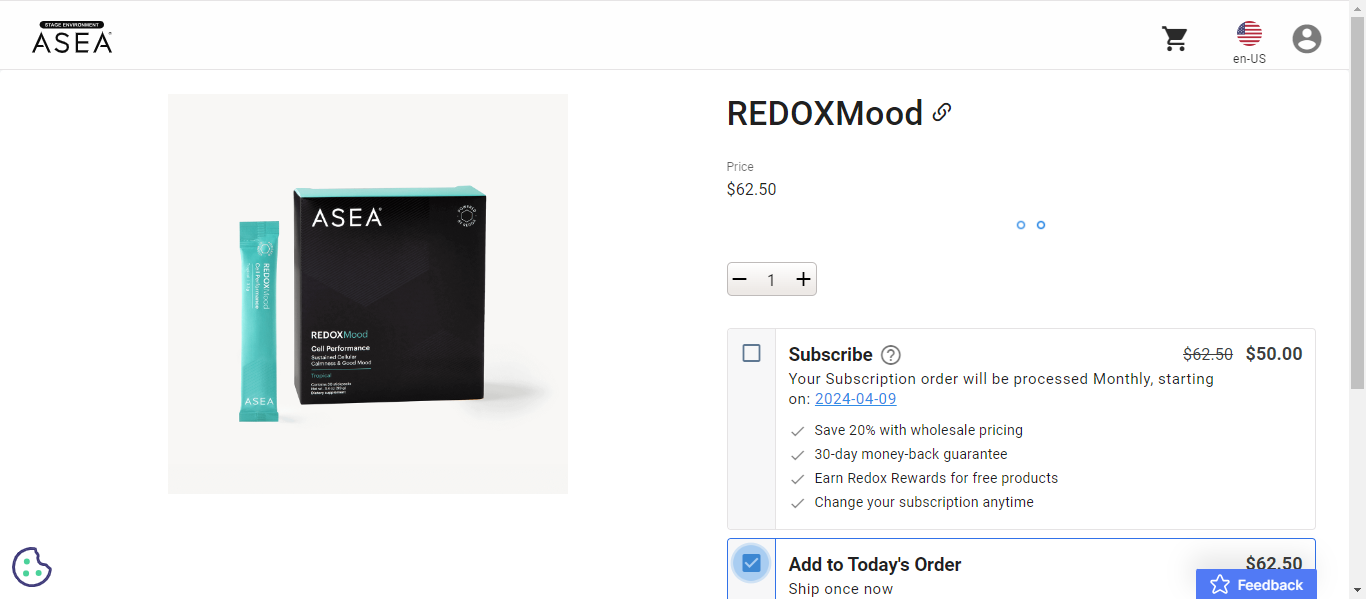 STAGE ENVIRONMENT
ASEA
en-US
REDOXMood
Price
$62.50
1
Subscribe
$62.50 $50.00
Your Subscription order will be processed Monthly, starting
on: 2024-04-09
Save 20% with wholesale pricing
30-day money-back guarantee
Earn Redox Rewards for free products
Change your subscription anytime
Add to Today's Order
$62.50
Ship once now
Feedback
ASEA
REDOXMood
Cell Performance
Sustained Cellular
Calmness & Good Mood
Tropical
Dietary supplement
REDOXMood
Cell Performance
ASEA